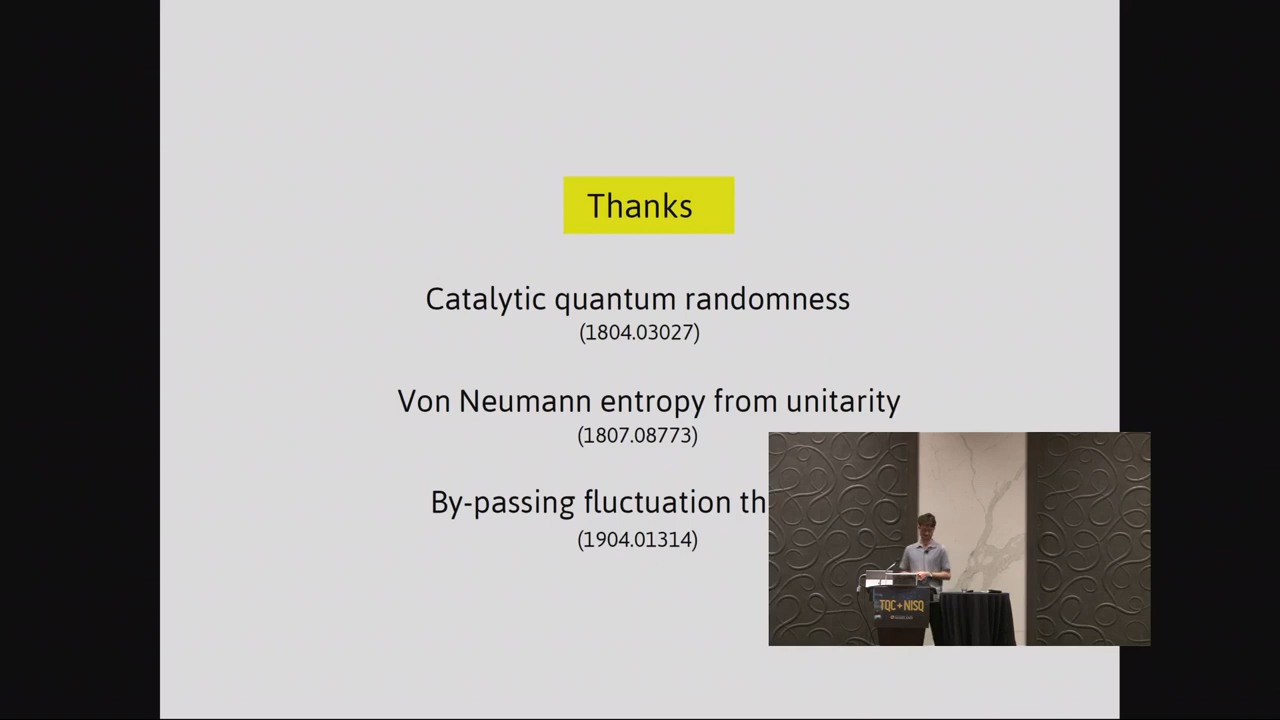 Thanks
Catalytic quantum randomness
(1804.03027)
Von Neumann entropy from unitarity
(1807.08773)
By-passing fluctuation
(1904.01314)
TQC+NISQ